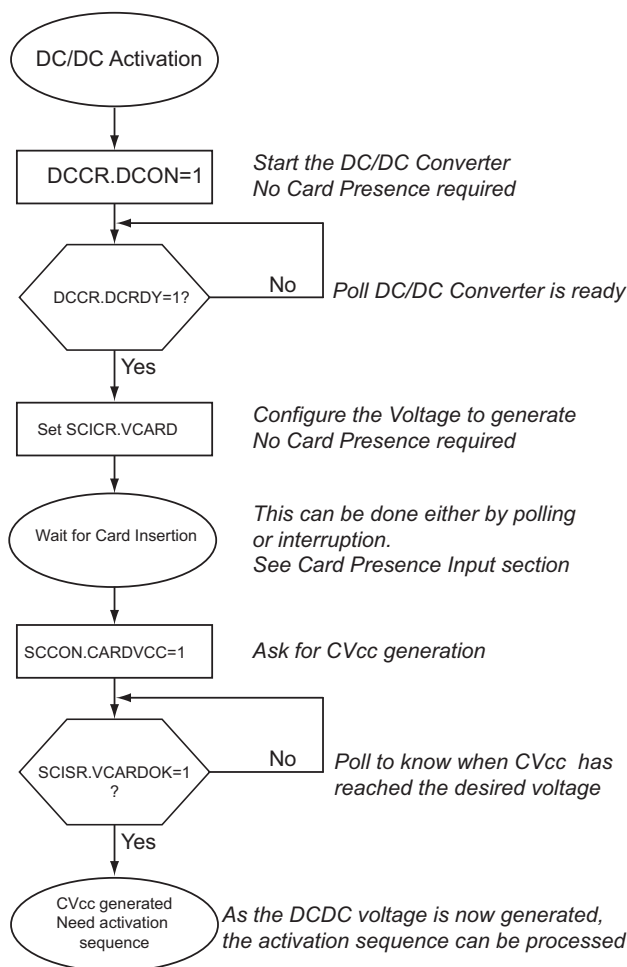 DC/DC Activation
DCCR.DCON=1
Start the DC/DC Converter
No Card Presence required
DCCR.DCRDY=1?
No
Poll DC/DC Converter is ready
Yes
Set SCICR.VCARD
Configure the Voltage to generate
No Card Presence required
Wait for Card Insertion
This can be done either by polling
or interruption.
See Card Presence Input section
SCCON.CARDVCC=1
Ask for CVcc generation
SCISR.VCARDOK=1
?
No
Poll to know when CVcc has
reached the desired voltage
Yes
CVcc generated
Need activation
sequence
As the DCDC voltage is now generated,
the activation sequence can be processed